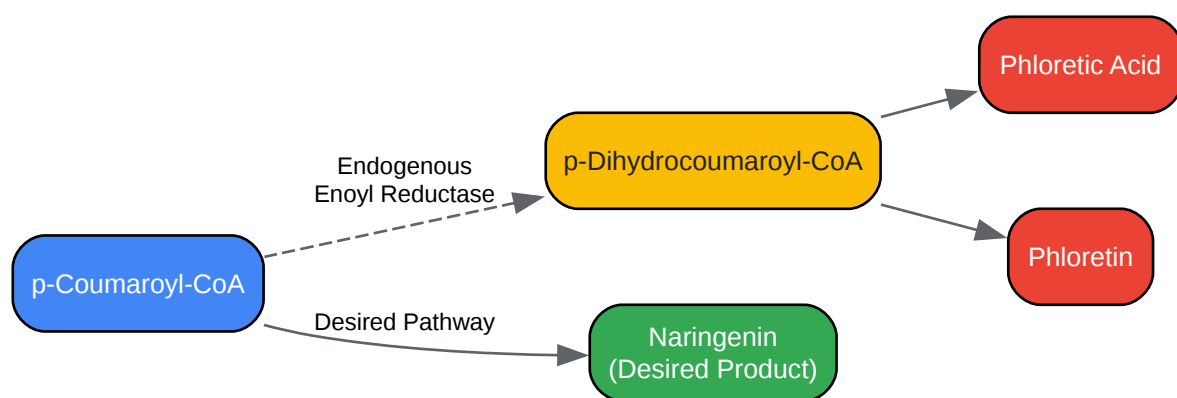 Phloretic Acid
p-Dihydrocoumaroyl-CoA
Endogenous
Enoyl Reductase
Phloretin
p-Coumaroyl-CoA
Desired Pathway
Naringenin
(Desired Product)